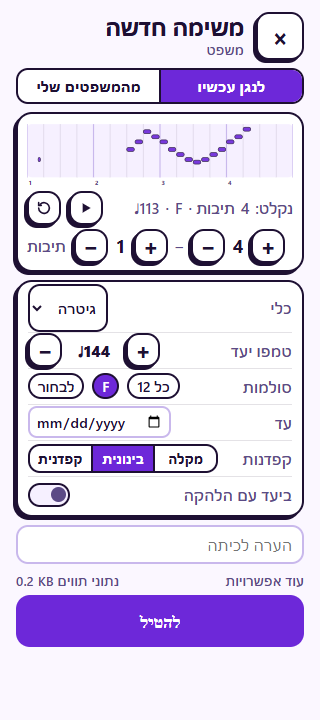 משימה חדשה
×
משפט
לנגן עכשיו
מהמשפטים שלי
1 2 3 4
נקלט: 4 תיבות · F · ♩113
+ 4 − – + 1 − תיבות
כלי
גיטרה
טמפו יעד
+ ♩144 −
סולמות
כל 12
F
לבחור
עד
mm/dd/yyyy
קפדנות
מקלה
בינונית
קפדנית
ביעד עם הלהקה
הערה לכיתה
עוד אפשרויות
נתוני תווים 0.2 KB
להטיל